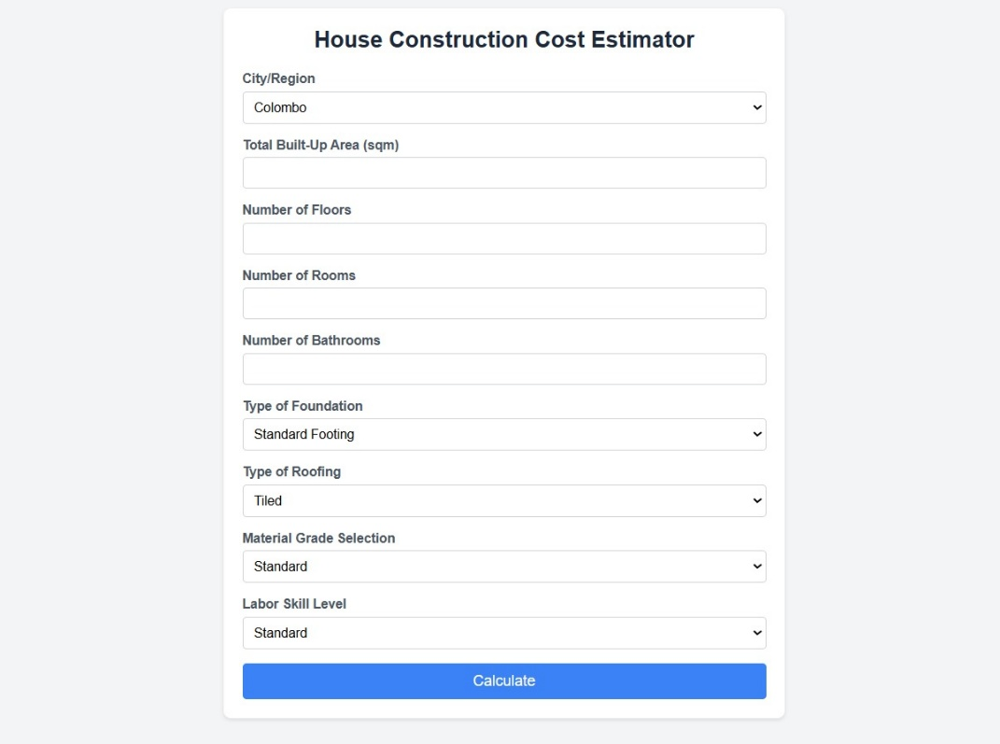 House Construction Cost Estimator
City/Region
Colombo
Total Built-Up Area (sqm)
Number of Floors
Number of Rooms
Number of Bathrooms
Type of Foundation
Standard Footing
Type of Roofing
Tiled
Material Grade Selection
Standard
Labor Skill Level
Standard
Calculate